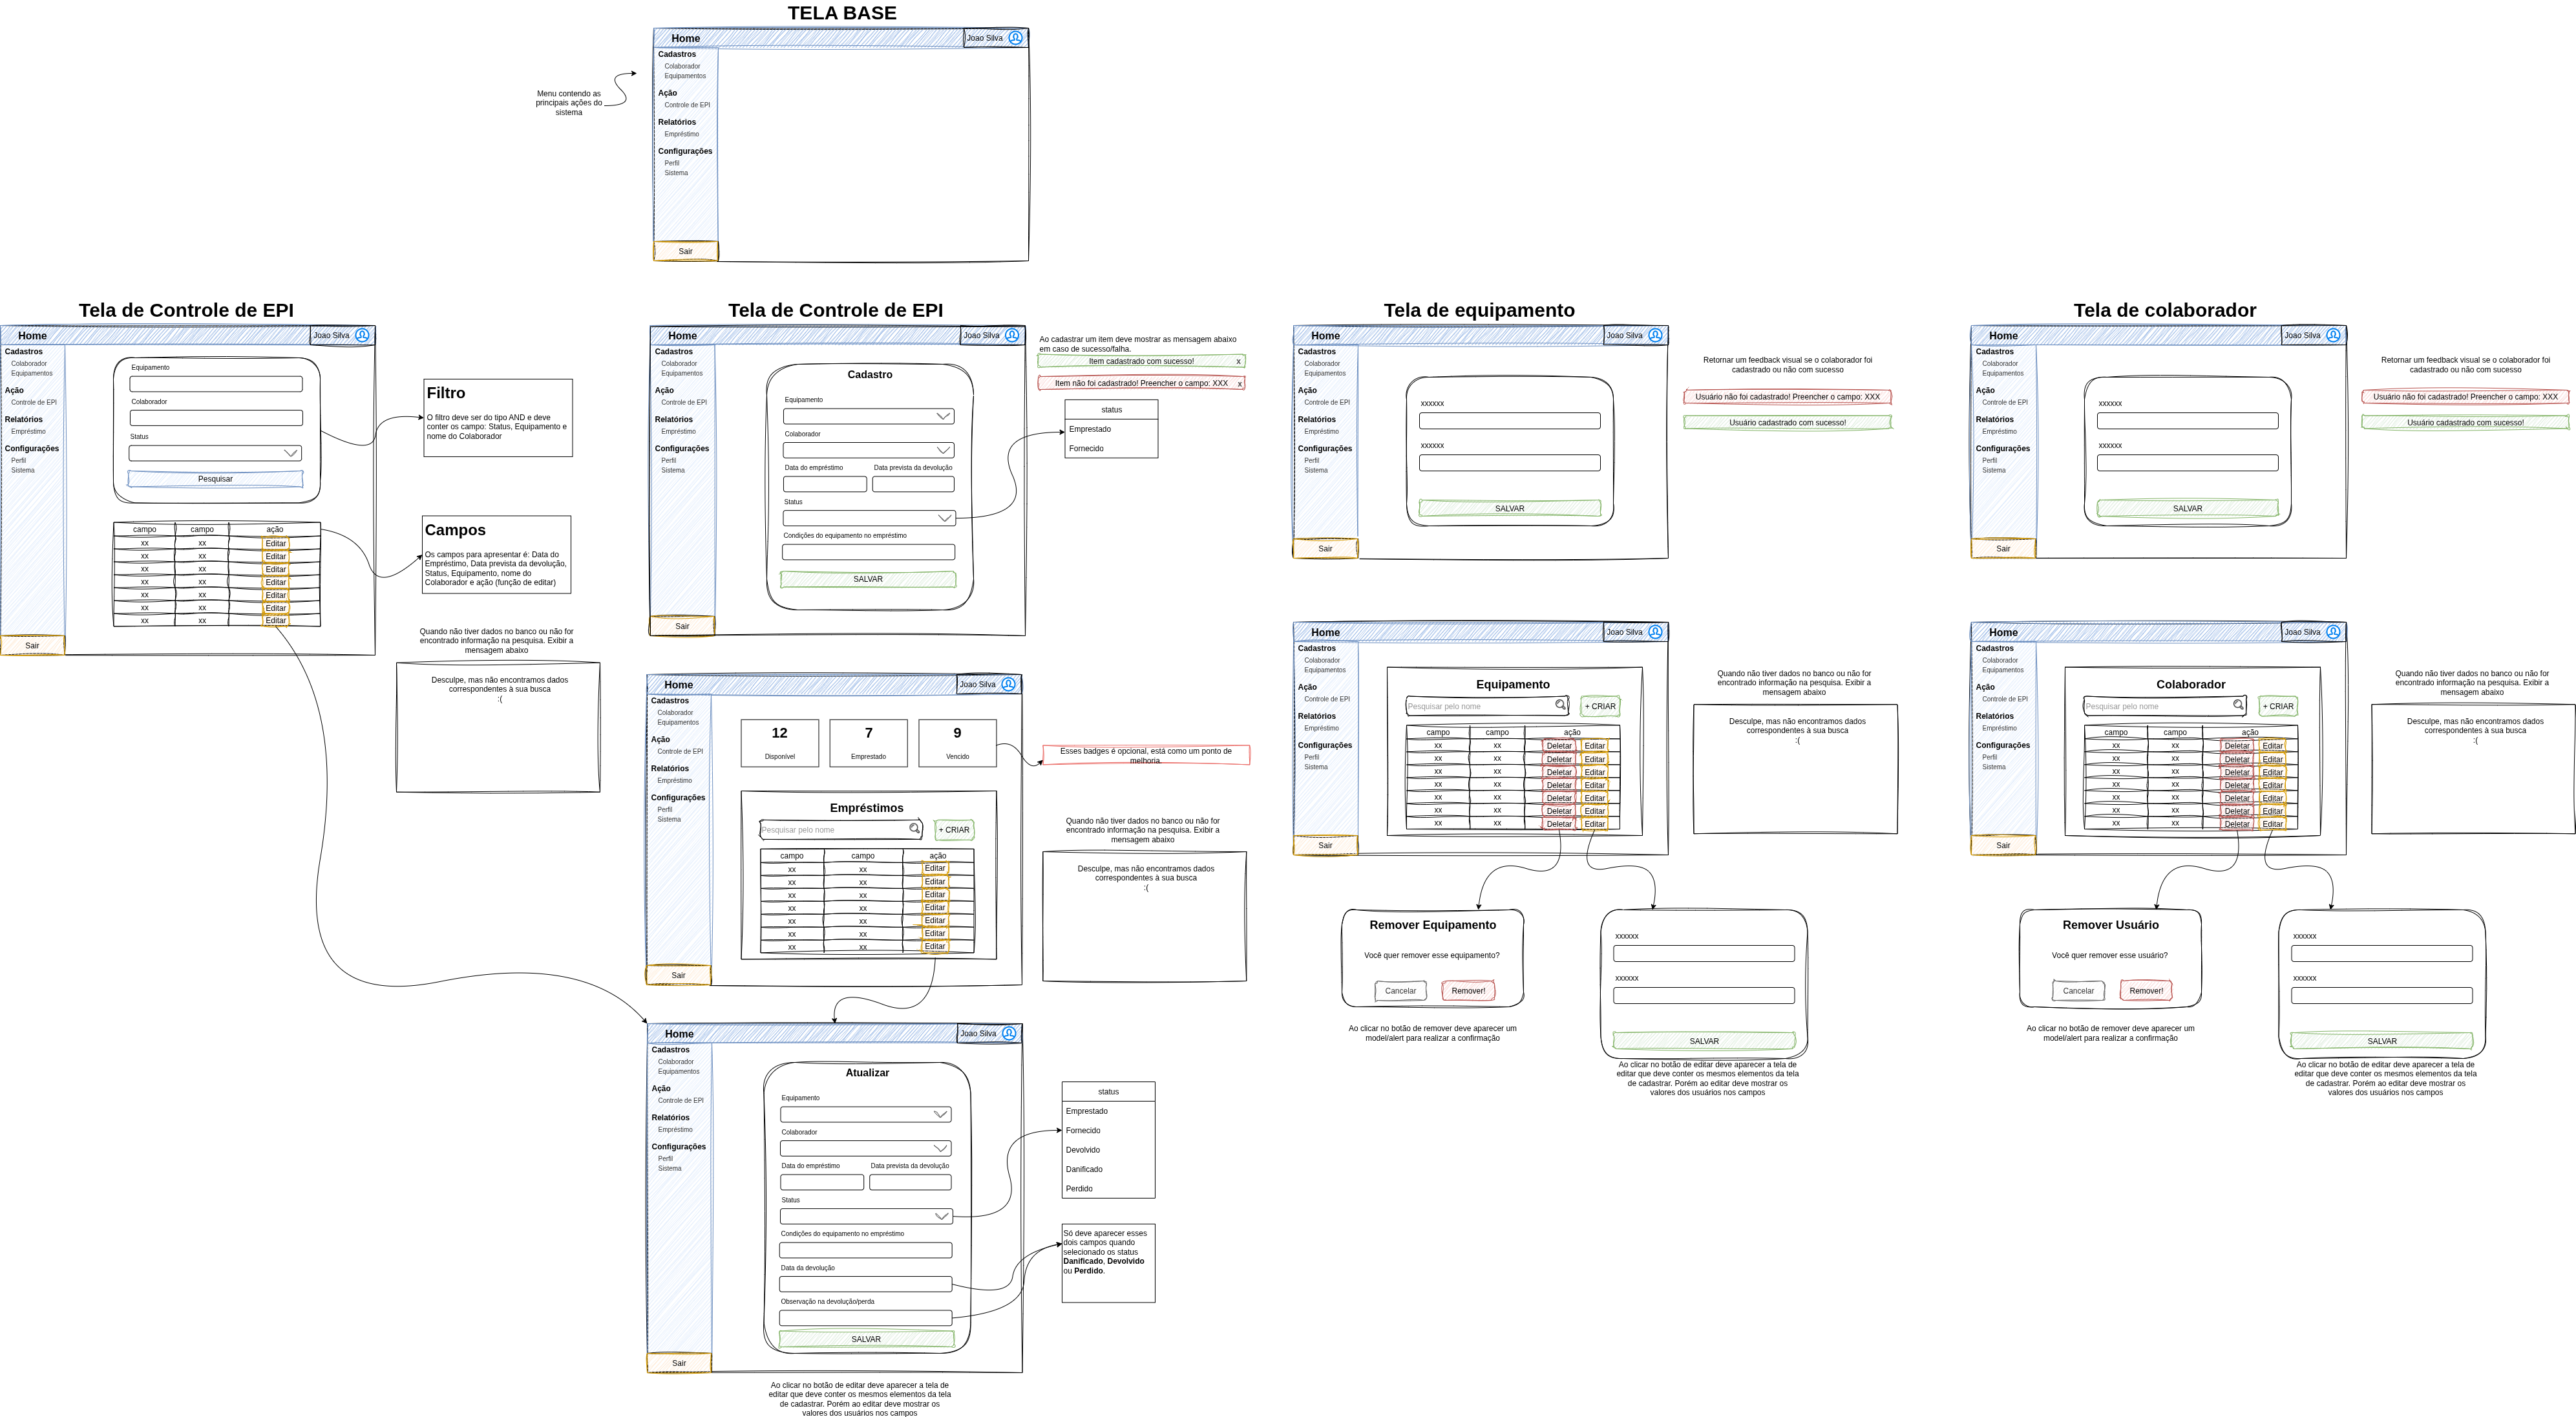 TELA BASE
Home
Joao Silva
Cadastros
Colaborador
Equipamentos
Ação
Controle de EPI
Relatórios
Empréstimo
Configurações
Perfil
Sistema
Sair
Menu contendo as
principais ações do
sistema
Tela de Controle de EPI
Home
Joao Silva
Cadastros
Colaborador
Equipamentos
Ação
Controle de EPI
Relatórios
Empréstimo
Configurações
Perfil
Sistema
Sair
Equipamento
Colaborador
Status
Pesquisar
campo campo ação
xx xx Editar
xx xx Editar
xx xx Editar
xx xx Editar
xx xx Editar
xx xx Editar
xx xx Editar
Filtro
O filtro deve ser do tipo AND e deve
conter os campo: Status, Equipamento e
nome do Colaborador
Campos
Os campos para apresentar é: Data do
Empréstimo, Data prevista da devolução,
Status, Equipamento, nome do
Colaborador e ação (função de editar)
Quando não tiver dados no banco ou não for
encontrado informação na pesquisa. Exibir a
mensagem abaixo
Desculpe, mas não encontramos dados
correspondentes à sua busca
:(
Tela de Controle de EPI
Home
Joao Silva
Cadastros
Colaborador
Equipamentos
Ação
Controle de EPI
Relatórios
Empréstimo
Configurações
Perfil
Sistema
Sair
Cadastro
Equipamento
Colaborador
Data do empréstimo Data prevista da devolução
Status
Condições do equipamento no empréstimo
SALVAR
Ao cadastrar um item deve mostrar as mensagem abaixo
em caso de sucesso/falha.
Item cadastrado com sucesso! x
Item não foi cadastrado! Preencher o campo: XXX x
status
Emprestado
Fornecido
Home
Joao Silva
Cadastros
Colaborador
Equipamentos
Ação
Controle de EPI
Relatórios
Empréstimo
Configurações
Perfil
Sistema
Sair
12 7 9
Disponível Emprestado Vencido
Esses badges é opcional, está como um ponto de
melhoria.
Empréstimos
Pesquisar pelo nome
+ CRIAR
campo campo ação
xx xx Editar
xx xx Editar
xx xx Editar
xx xx Editar
xx xx Editar
xx xx Editar
xx xx Editar
Quando não tiver dados no banco ou não for
encontrado informação na pesquisa. Exibir a
mensagem abaixo
Desculpe, mas não encontramos dados
correspondentes à sua busca
:(
Home
Joao Silva
Cadastros
Colaborador
Equipamentos
Ação
Controle de EPI
Relatórios
Empréstimo
Configurações
Perfil
Sistema
Sair
Atualizar
Equipamento
Colaborador
Data do empréstimo Data prevista da devolução
Status
Condições do equipamento no empréstimo
Data da devolução
Observação na devolução/perda
SALVAR
status
Emprestado
Fornecido
Devolvido
Danificado
Perdido
Só deve aparecer esses
dois campos quando
selecionado os status
Danificado, Devolvido
ou Perdido.
Ao clicar no botão de editar deve aparecer a tela de
editar que deve conter os mesmos elementos da tela
de cadastrar. Porém ao editar deve mostrar os
valores dos usuários nos campos
Tela de equipamento
Home
Joao Silva
Cadastros
Colaborador
Equipamentos
Ação
Controle de EPI
Relatórios
Empréstimo
Configurações
Perfil
Sistema
Sair
xxxxxx
xxxxxx
SALVAR
Retornar um feedback visual se o colaborador foi
cadastrado ou não com sucesso
Usuário não foi cadastrado! Preencher o campo: XXX
Usuário cadastrado com sucesso!
Home
Joao Silva
Cadastros
Colaborador
Equipamentos
Ação
Controle de EPI
Relatórios
Empréstimo
Configurações
Perfil
Sistema
Sair
Equipamento
Pesquisar pelo nome
+ CRIAR
campo campo ação
xx xx Deletar Editar
xx xx Deletar Editar
xx xx Deletar Editar
xx xx Deletar Editar
xx xx Deletar Editar
xx xx Deletar Editar
xx xx Deletar Editar
Quando não tiver dados no banco ou não for
encontrado informação na pesquisa. Exibir a
mensagem abaixo
Desculpe, mas não encontramos dados
correspondentes à sua busca
:(
Remover Equipamento
Você quer remover esse equipamento?
Cancelar Remover!
Ao clicar no botão de remover deve aparecer um
model/alert para realizar a confirmação
xxxxxx
xxxxxx
SALVAR
Ao clicar no botão de editar deve aparecer a tela de
editar que deve conter os mesmos elementos da tela
de cadastrar. Porém ao editar deve mostrar os
valores dos usuários nos campos
Tela de colaborador
Home
Joao Silva
Cadastros
Colaborador
Equipamentos
Ação
Controle de EPI
Relatórios
Empréstimo
Configurações
Perfil
Sistema
Sair
xxxxxx
xxxxxx
SALVAR
Retornar um feedback visual se o colaborador foi
cadastrado ou não com sucesso
Usuário não foi cadastrado! Preencher o campo: XXX
Usuário cadastrado com sucesso!
Home
Joao Silva
Cadastros
Colaborador
Equipamentos
Ação
Controle de EPI
Relatórios
Empréstimo
Configurações
Perfil
Sistema
Sair
Colaborador
Pesquisar pelo nome
+ CRIAR
campo campo ação
xx xx Deletar Editar
xx xx Deletar Editar
xx xx Deletar Editar
xx xx Deletar Editar
xx xx Deletar Editar
xx xx Deletar Editar
xx xx Deletar Editar
Quando não tiver dados no banco ou não for
encontrado informação na pesquisa. Exibir a
mensagem abaixo
Desculpe, mas não encontramos dados
correspondentes à sua busca
:(
Remover Usuário
Você quer remover esse usuário?
Cancelar Remover!
Ao clicar no botão de remover deve aparecer um
model/alert para realizar a confirmação
xxxxxx
xxxxxx
SALVAR
Ao clicar no botão de editar deve aparecer a tela de
editar que deve conter os mesmos elementos da tela
de cadastrar. Porém ao editar deve mostrar os
valores dos usuários nos campos